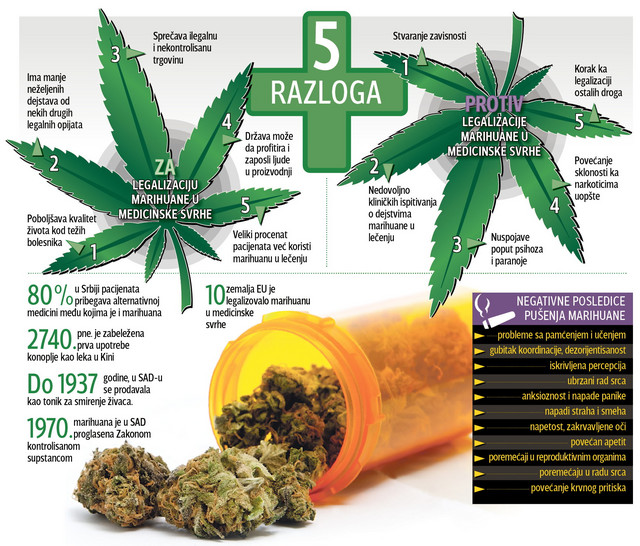 5
RAZLOGA
3
Sprečava ilegalnu
i nekontrolisanu
trgovinu
Ima manje
neželjenih
dejstava od
nekih drugih
legalnih opijata
2
4
Država može
da profitira i
zaposli ljude
u proizvodnji
ZA
LEGALIZACIJU
MARIHUANE U
MEDICINSKE SVRHE
5
Veliki procenat
pacijenata već koristi
marihuanu u lečenju
Poboljšava kvalitet
života kod težih
bolesnika
1
Stvaranje zavisnosti
1
PROTIV
LEGALIZACIJE
MARIHUANE U
MEDICINSKE SVRHE
Korak ka
legalizaciji
ostalih droga
5
2
Nedovoljno
kliničkih ispitivanja
o dejstvima
marihuane u
lečenju
Povećanje
sklonosti ka
narkoticima
uopšte
4
3
Nuspojave
poput psihoza
i paranoje
80% u Srbiji pacijenata
pribegava alternativnoj
medicini među kojima je i marihuana
10 zemalja EU je
legalizovalo marihuanu
u medicinske
svrhe
2740. pne. je zabeležena
prva upotrebe
konoplje kao leka u Kini
Do 1937 godine, u SAD-u
se prodavala
kao tonik za smirenje živaca.
1970. marihuana je u SAD
proglasena Zakonom
kontrolisanom
supstancom
NEGATIVNE POSLEDICE
PUŠENJA MARIHUANE
probleme sa pamćenjem i učenjem
gubitak koordinacije, dezorijentisanost
iskrivljena percepcija
ubrzani rad srca
anksioznost i napade panike
napadi straha i smeha
napetost, zakrvavljene oči
povećan apetit
poremećaji u reproduktivnim organima
poremećaju u radu srca
povećanje krvnog pritiska